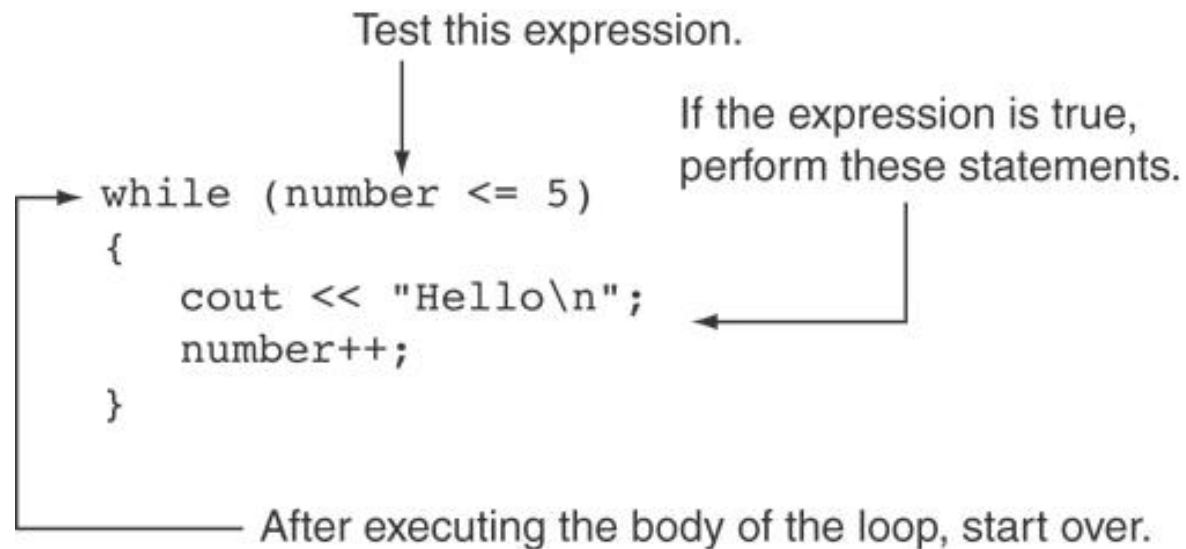 Test this expression.
If the expression is true,
perform these statements.
while (number <= 5)
{
cout << "Hello\n";
number++;
}
After executing the body of the loop, start over.